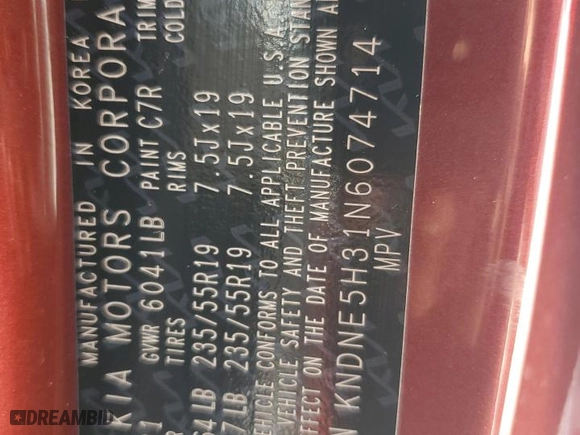 MANUFACTURED IN KOREA
KIA MOTORS CORPORA
GVWR 6041LB PAINT C7R TRIM
TIRES RIMS COLD
4LB 235/55R19 7.5Jx19
7LB 235/55R19 7.5Jx19
VEHICLE CONFORMS TO ALL APPLICABLE U.S.A.
VEHICLE SAFETY AND THEFT PREVENTION STAN
EFFECT ON THE DATE OF MANUFACTURE SHOWN
KNDNE5H31N6074714
MPV
DREAMBID